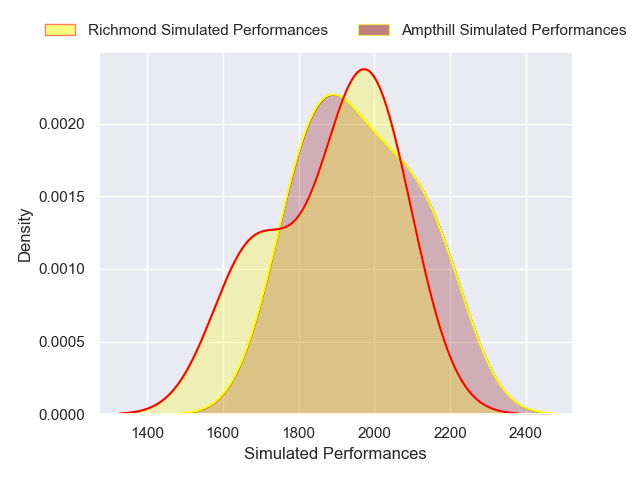 Richmond Simulated Performances Ampthill Simulated Performances
0.0020
0.0015
0.0010
0.0005
0.0000
Density
1400 1600 1800 2000 2200 2400
Simulated Performances